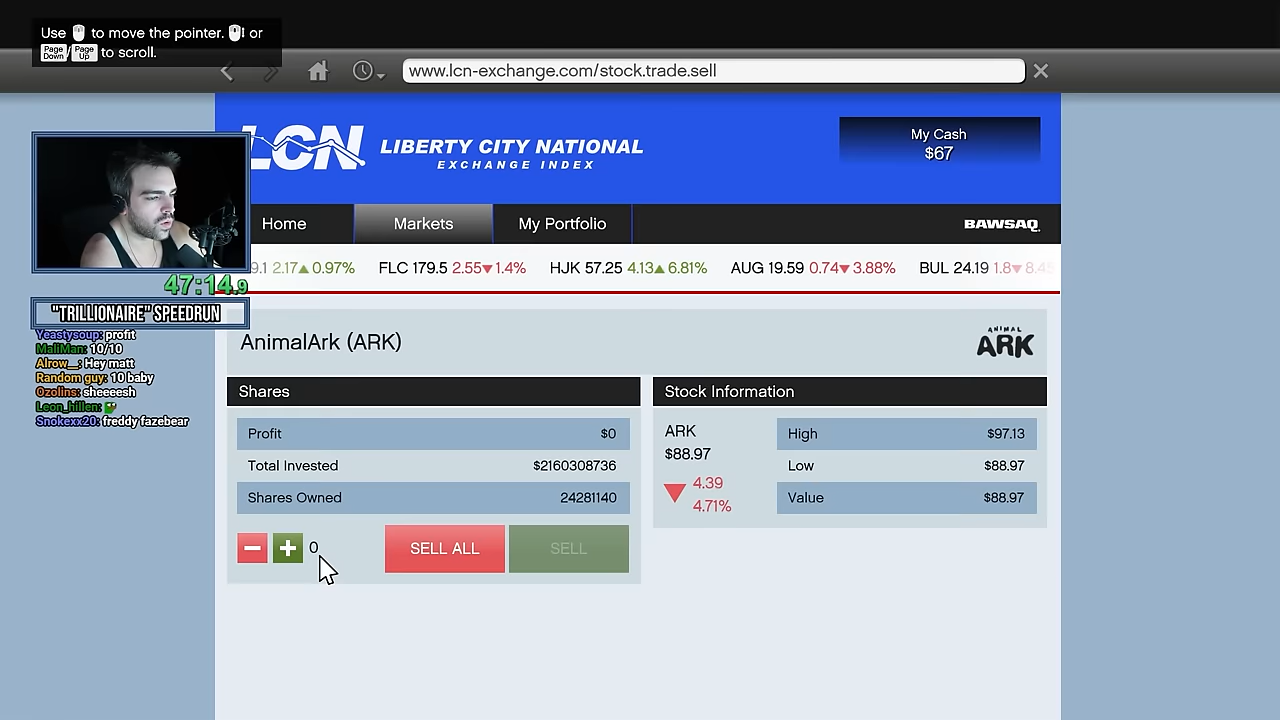 Use to move the pointer. ! or
Page Down / Page Up to scroll.
www.lcn-exchange.com/stock.trade.sell
LCN LIBERTY CITY NATIONAL
EXCHANGE INDEX
My Cash
$67
Home Markets My Portfolio BAWSAQ
9.1 2.17▲0.97% FLC 179.5 2.55▼1.4% HJK 57.25 4.13▲6.81% AUG 19.59 0.74▼3.88% BUL 24.19 1.8▼ 8.45
47:14.9
"TRILLIONAIRE" SPEEDRUN
Yeastysoup: profit
MaliMan: 10/10
Alrow__: Hey matt
Random guy: 10 baby
Ozolins: sheeeesh
Leon_hillen:
Snokexx20: freddy fazebear
AnimalArk (ARK)
ANIMAL
ARK
Shares
Profit $0
Total Invested $2160308736
Shares Owned 24281140
0 SELL ALL SELL
Stock Information
ARK
$88.97
4.39
4.71%
High $97.13
Low $88.97
Value $88.97